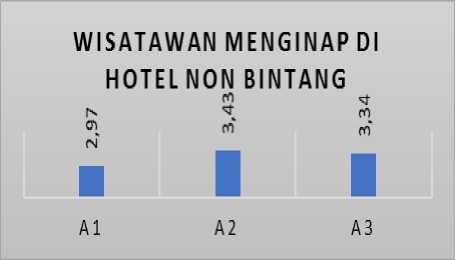 WISATAWAN MENGINAP DI
HOTEL NON BINTANG
2,97
3,43
3,34
A1
A2
A3